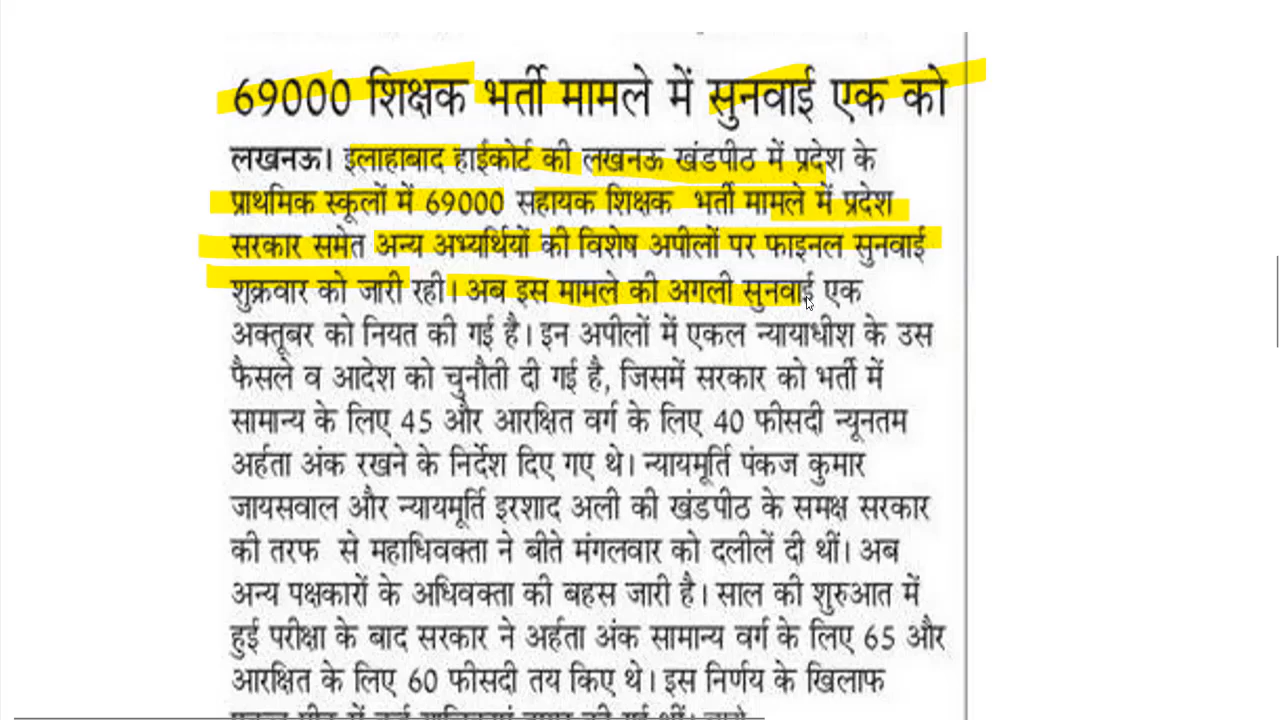 69000 शिक्षक भर्ती मामले में सुनवाई एक को
लखनऊ। इलाहाबाद हाईकोर्ट की लखनऊ खंडपीठ में प्रदेश के
प्राथमिक स्कूलों में 69000 सहायक शिक्षक भर्ती मामले में प्रदेश
सरकार समेत अन्य अभ्यर्थियों की विशेष अपीलों पर फाइनल सुनवाई
शुक्रवार को जारी रही। अब इस मामले की अगली सुनवाई एक
अक्तूबर को नियत की गई है। इन अपीलों में एकल न्यायाधीश के उस
फैसले व आदेश को चुनौती दी गई है, जिसमें सरकार को भर्ती में
सामान्य के लिए 45 और आरक्षित वर्ग के लिए 40 फीसदी न्यूनतम
अर्हता अंक रखने के निर्देश दिए गए थे। न्यायमूर्ति पंकज कुमार
जायसवाल और न्यायमूर्ति इरशाद अली की खंडपीठ के समक्ष सरकार
की तरफ से महाधिवक्ता ने बीते मंगलवार को दलीलें दी थीं। अब
अन्य पक्षकारों के अधिवक्ता की बहस जारी है। साल की शुरुआत में
हुई परीक्षा के बाद सरकार ने अर्हता अंक सामान्य वर्ग के लिए 65 और
आरक्षित के लिए 60 फीसदी तय किए थे। इस निर्णय के खिलाफ